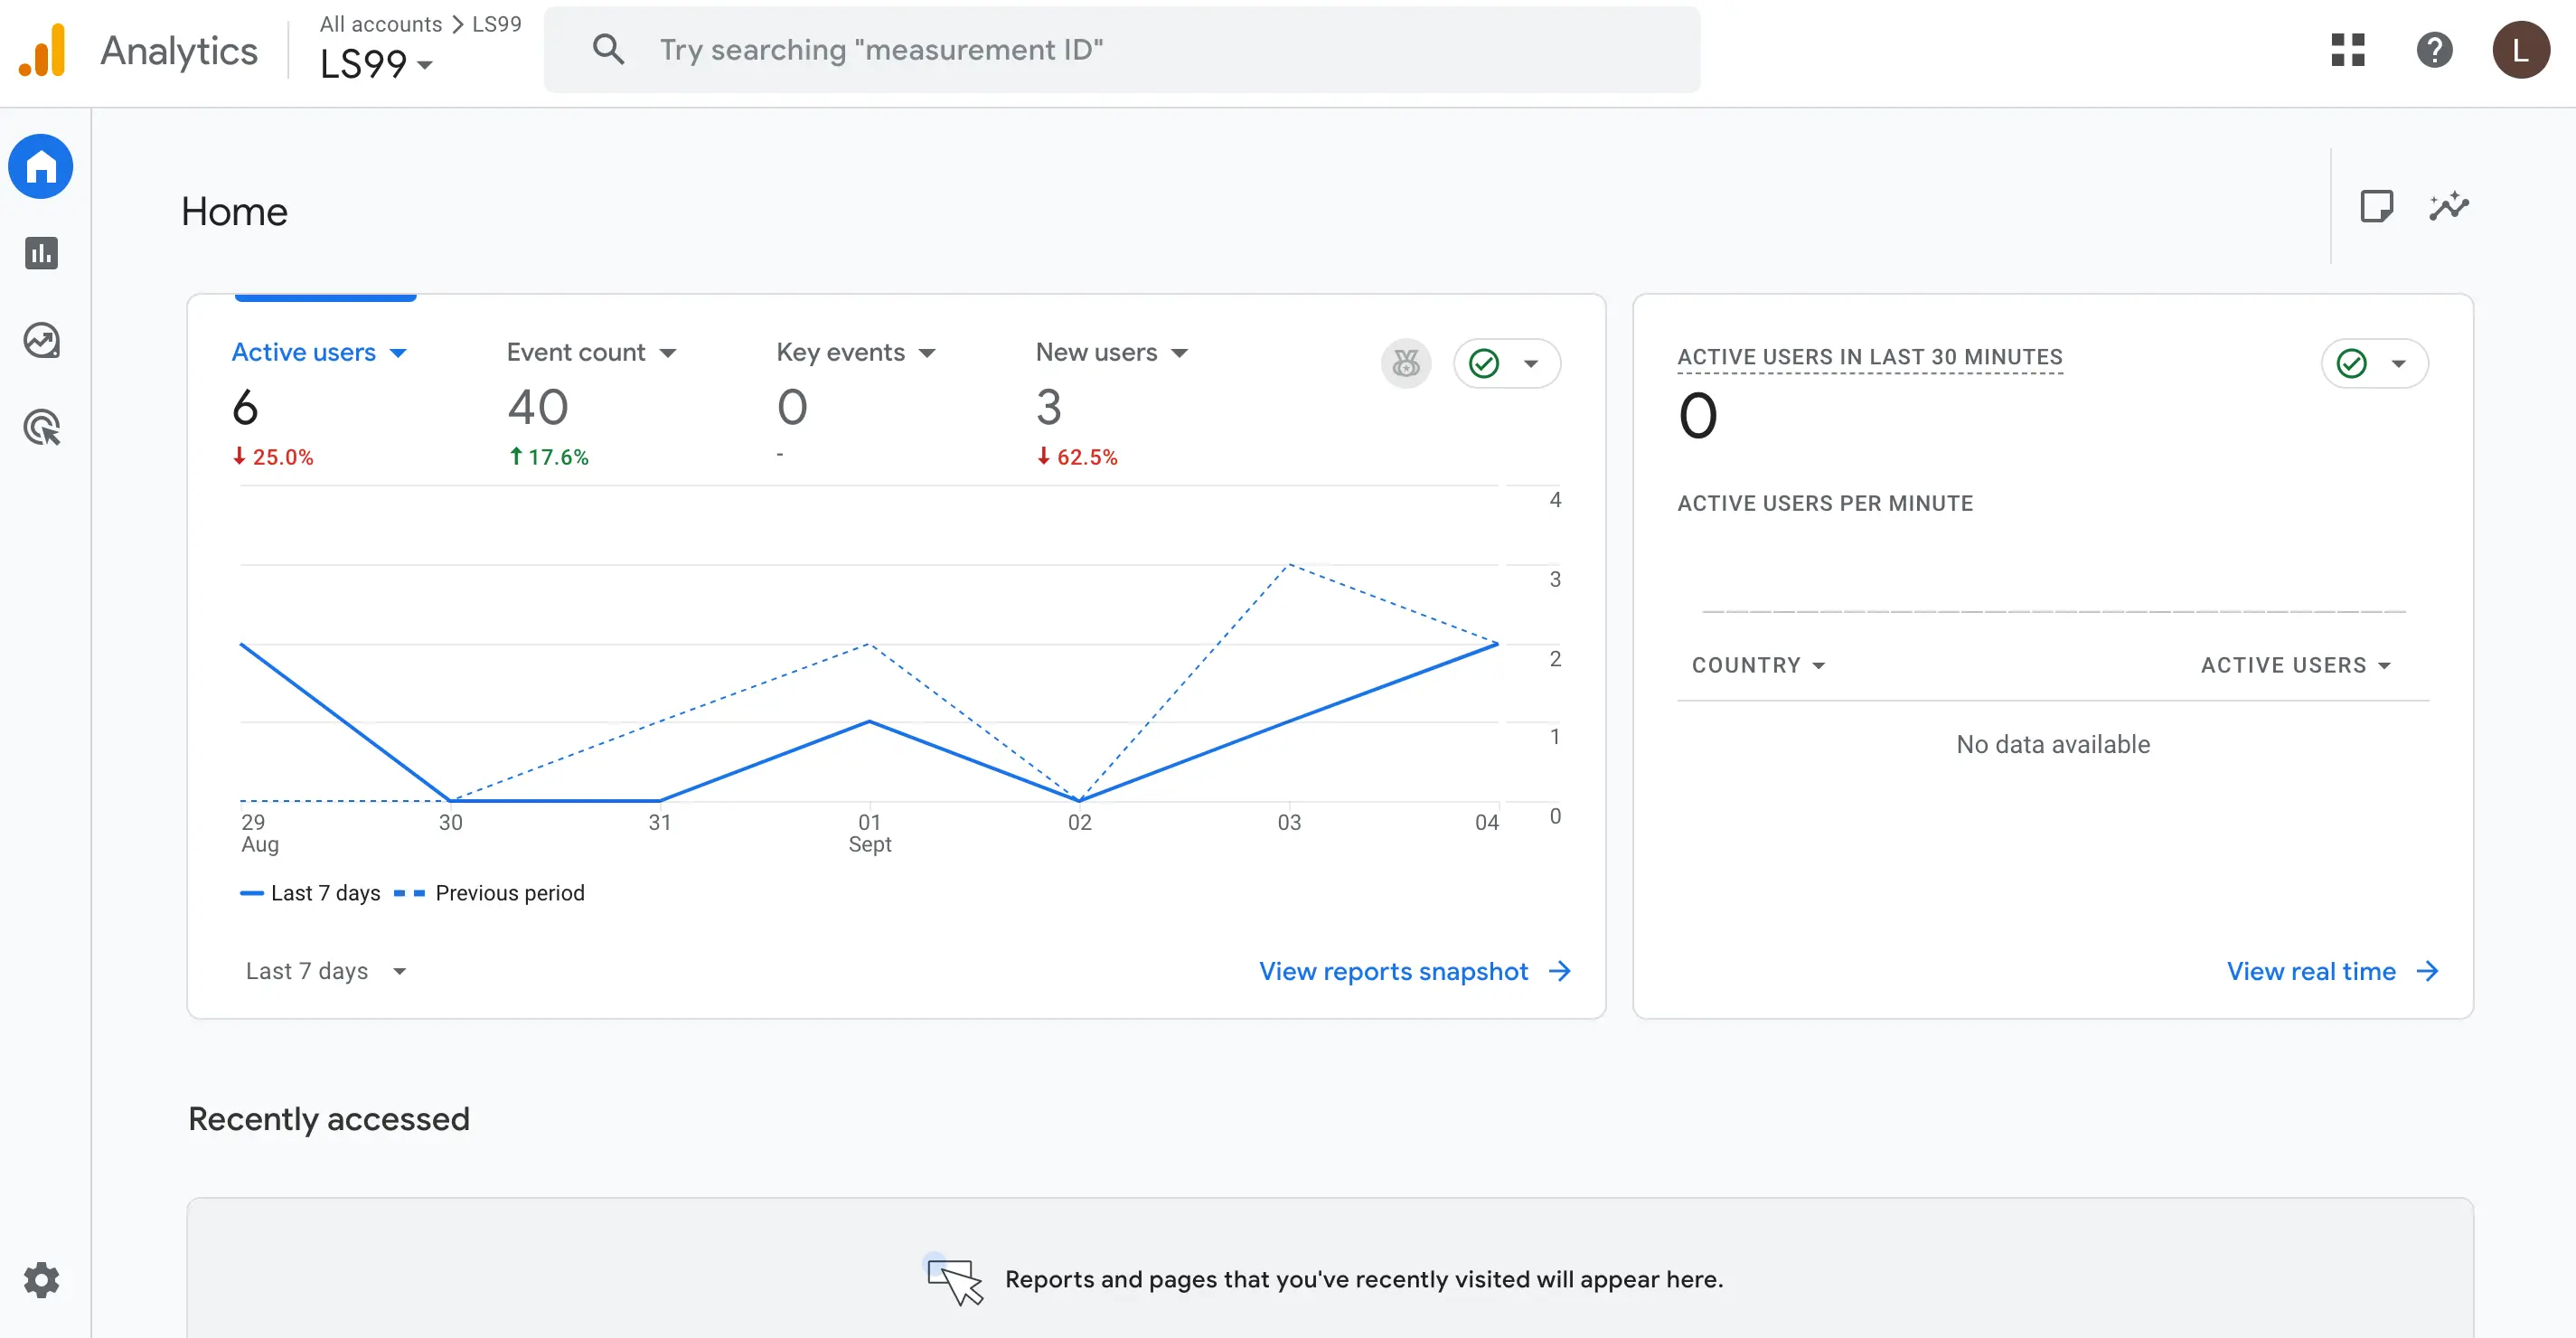 Analytics
All accounts > LS99
LS99
Try searching "measurement ID"
L
Home
Active users
6
25.0%
Event count
40
17.6%
Key events
0
-
New users
3
62.5%
4
3
2
1
0
29 30 31 01 02 03 04
Aug Sept
Last 7 days Previous period
Last 7 days
View reports snapshot
ACTIVE USERS IN LAST 30 MINUTES
0
ACTIVE USERS PER MINUTE
COUNTRY ACTIVE USERS
No data available
View real time
Recently accessed
Reports and pages that you've recently visited will appear here.